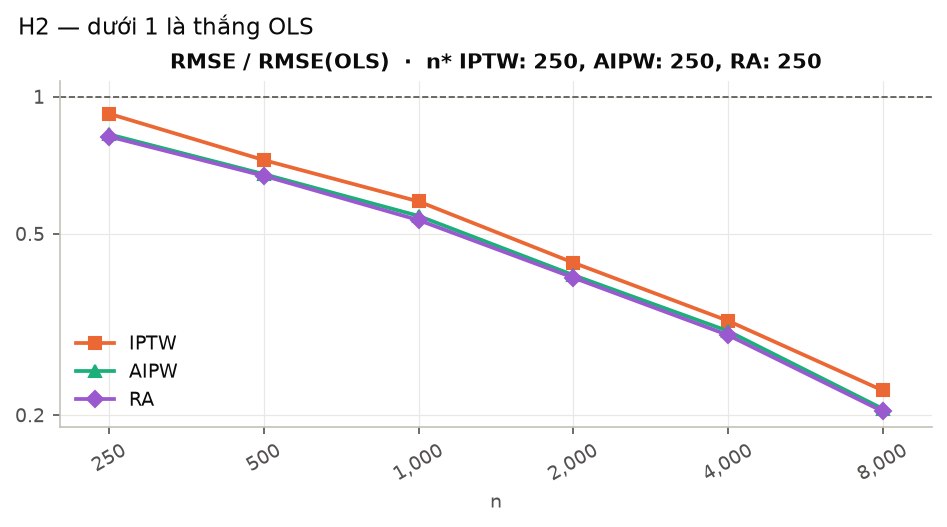 H2 — dưới 1 là thắng OLS
RMSE / RMSE(OLS)  ·  n* IPTW: 250, AIPW: 250, RA: 250
1
0.5
0.2
IPTW
AIPW
RA
250
500
1,000
2,000
4,000
8,000
n